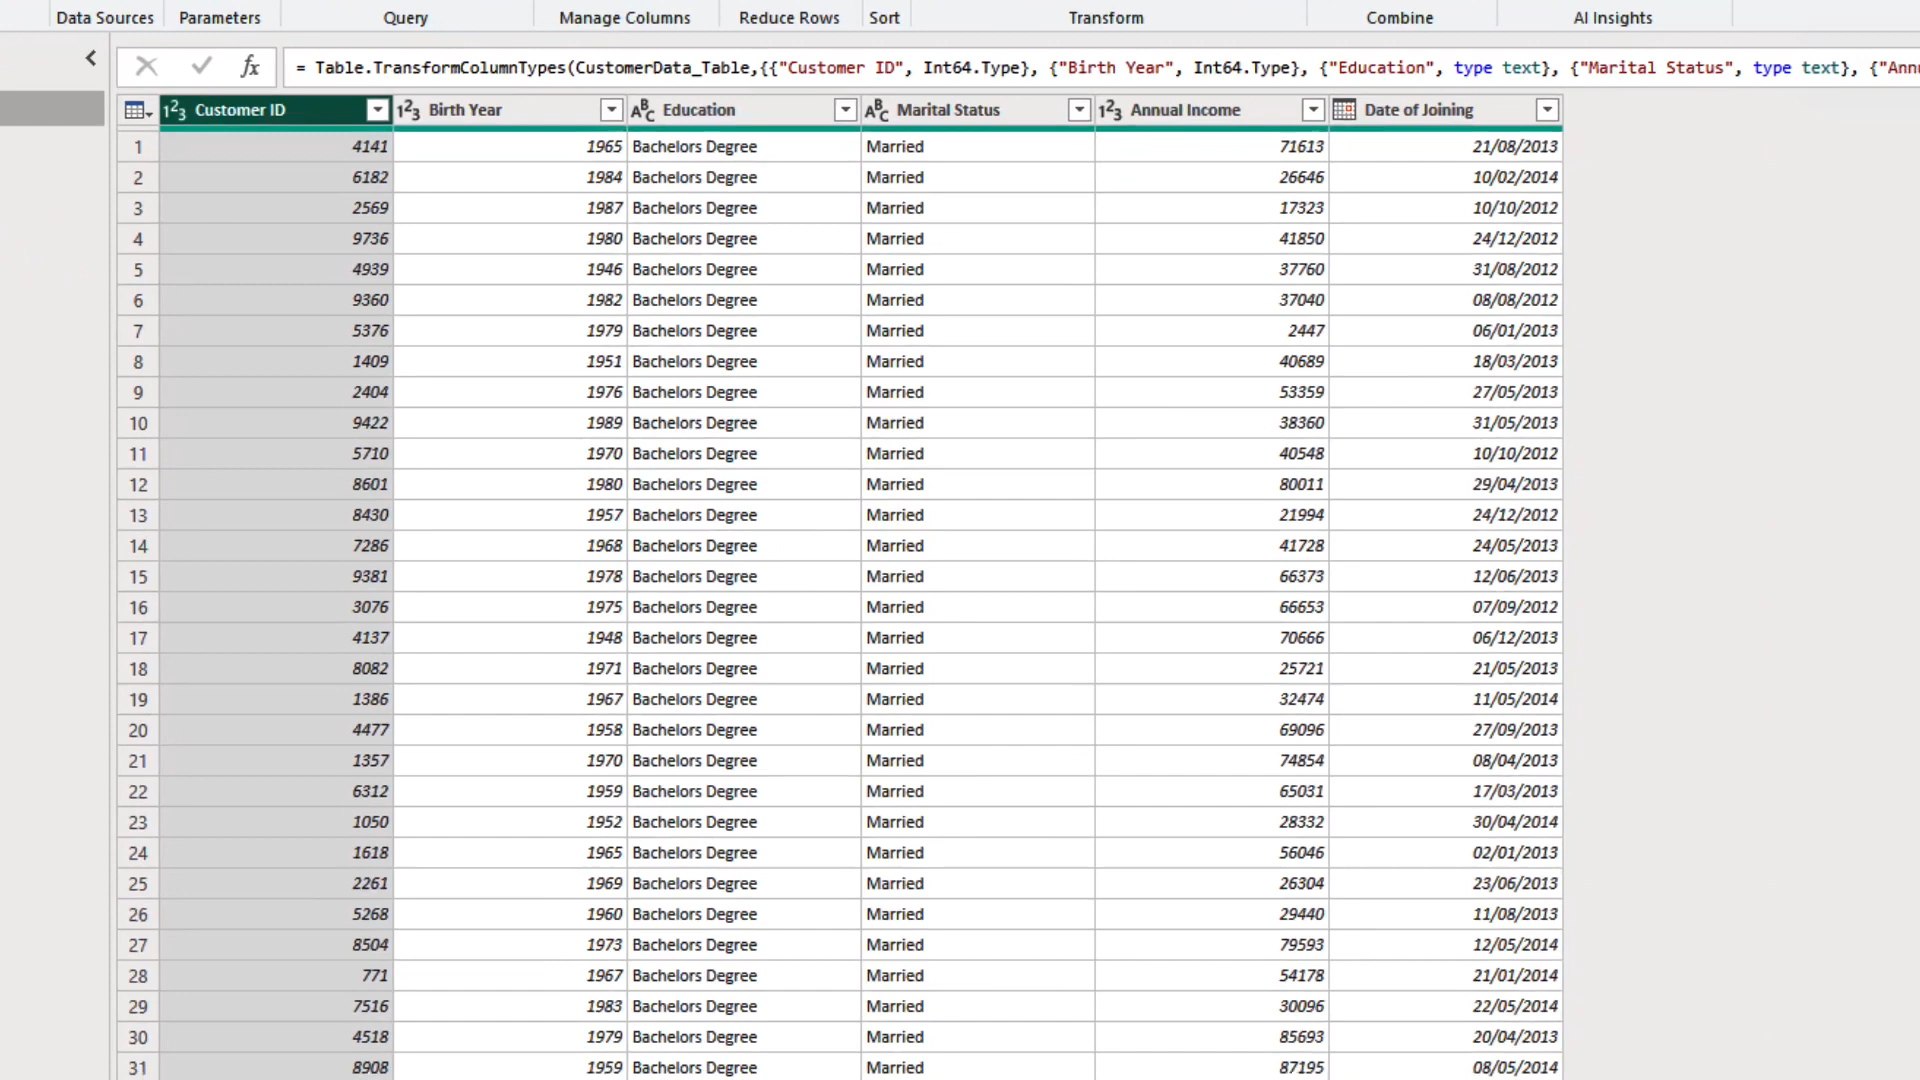 Data Sources Parameters Query Manage Columns Reduce Rows Sort Transform Combine AI Insights
fx = Table.TransformColumnTypes(CustomerData_Table,{{"Customer ID", Int64.Type}, {"Birth Year", Int64.Type}, {"Education", type text}, {"Marital Status", type text}, {"Ann
123 Customer ID 123 Birth Year ABC Education ABC Marital Status 123 Annual Income Date of Joining
1 4141 1965 Bachelors Degree Married 71613 21/08/2013
2 6182 1984 Bachelors Degree Married 26646 10/02/2014
3 2569 1987 Bachelors Degree Married 17323 10/10/2012
4 9736 1980 Bachelors Degree Married 41850 24/12/2012
5 4939 1946 Bachelors Degree Married 37760 31/08/2012
6 9360 1982 Bachelors Degree Married 37040 08/08/2012
7 5376 1979 Bachelors Degree Married 2447 06/01/2013
8 1409 1951 Bachelors Degree Married 40689 18/03/2013
9 2404 1976 Bachelors Degree Married 53359 27/05/2013
10 9422 1989 Bachelors Degree Married 38360 31/05/2013
11 5710 1970 Bachelors Degree Married 40548 10/10/2012
12 8601 1980 Bachelors Degree Married 80011 29/04/2013
13 8430 1957 Bachelors Degree Married 21994 24/12/2012
14 7286 1968 Bachelors Degree Married 41728 24/05/2013
15 9381 1978 Bachelors Degree Married 66373 12/06/2013
16 3076 1975 Bachelors Degree Married 66653 07/09/2012
17 4137 1948 Bachelors Degree Married 70666 06/12/2013
18 8082 1971 Bachelors Degree Married 25721 21/05/2013
19 1386 1967 Bachelors Degree Married 32474 11/05/2014
20 4477 1958 Bachelors Degree Married 69096 27/09/2013
21 1357 1970 Bachelors Degree Married 74854 08/04/2013
22 6312 1959 Bachelors Degree Married 65031 17/03/2013
23 1050 1952 Bachelors Degree Married 28332 30/04/2014
24 1618 1965 Bachelors Degree Married 56046 02/01/2013
25 2261 1969 Bachelors Degree Married 26304 23/06/2013
26 5268 1960 Bachelors Degree Married 29440 11/08/2013
27 8504 1973 Bachelors Degree Married 79593 12/05/2014
28 771 1967 Bachelors Degree Married 54178 21/01/2014
29 7516 1983 Bachelors Degree Married 30096 22/05/2014
30 4518 1979 Bachelors Degree Married 85693 20/04/2013
31 8908 1959 Bachelors Degree Married 87195 08/05/2014